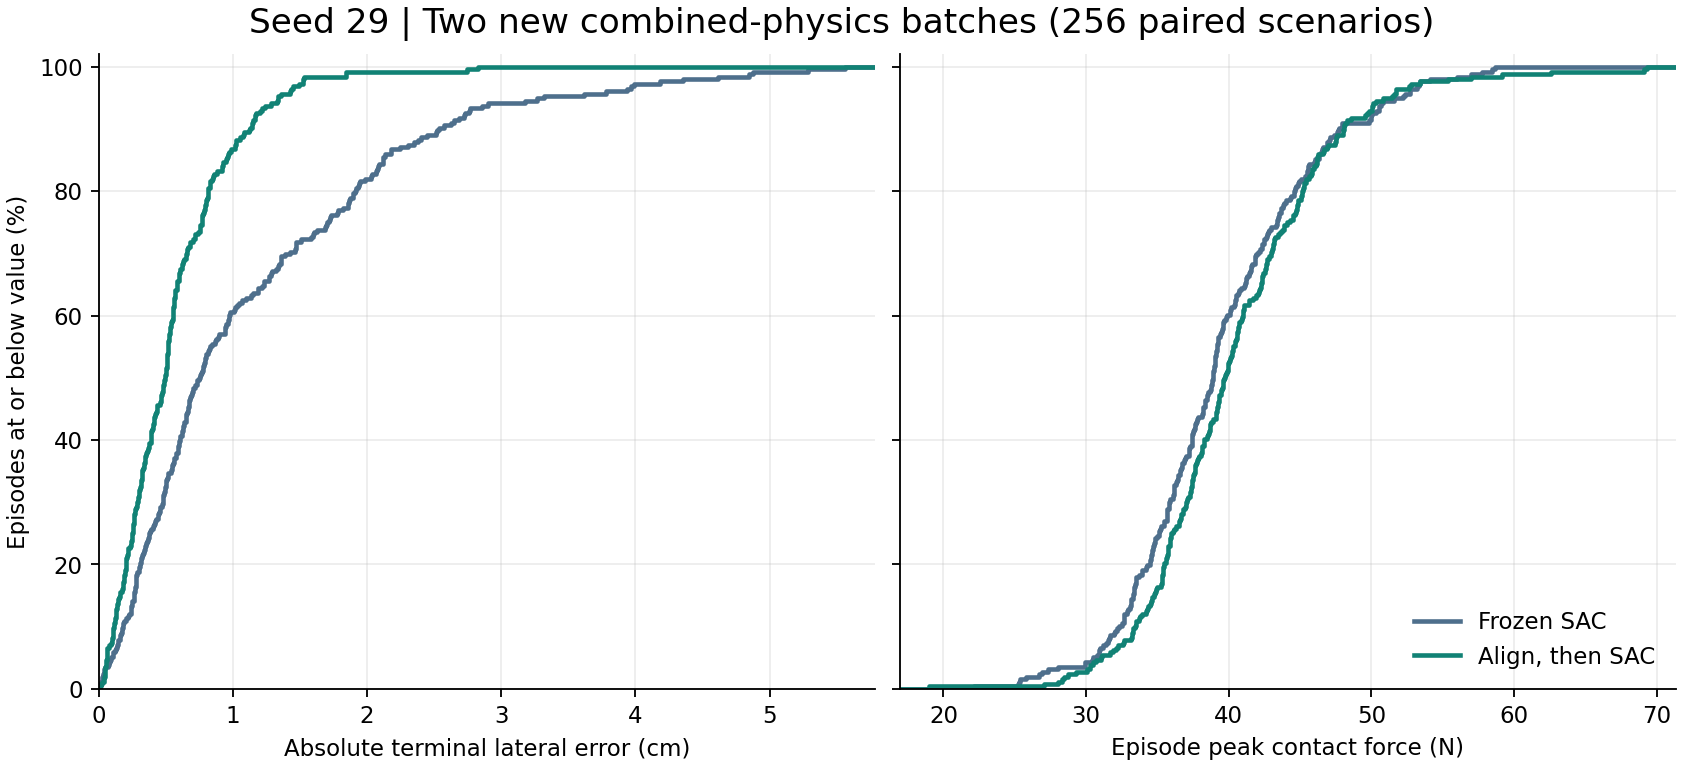 Seed 29 | Two new combined-physics batches (256 paired scenarios)
Episodes at or below value (%)
100
80
60
40
20
0
0 1 2 3 4 5
Absolute terminal lateral error (cm)
Frozen SAC
Align, then SAC
20 30 40 50 60 70
Episode peak contact force (N)